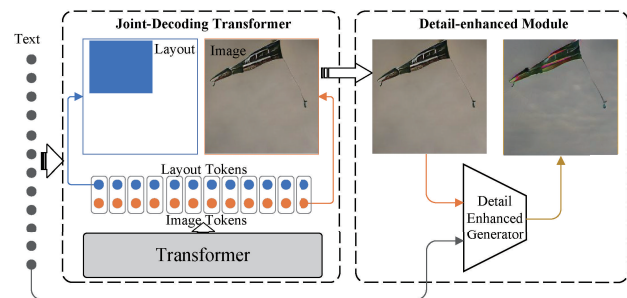 Text
Joint-Decoding Transformer
Detail-enhanced Module
Layout
Image
Layout Tokens
Image Tokens
Transformer
Detail
Enhanced
Generator